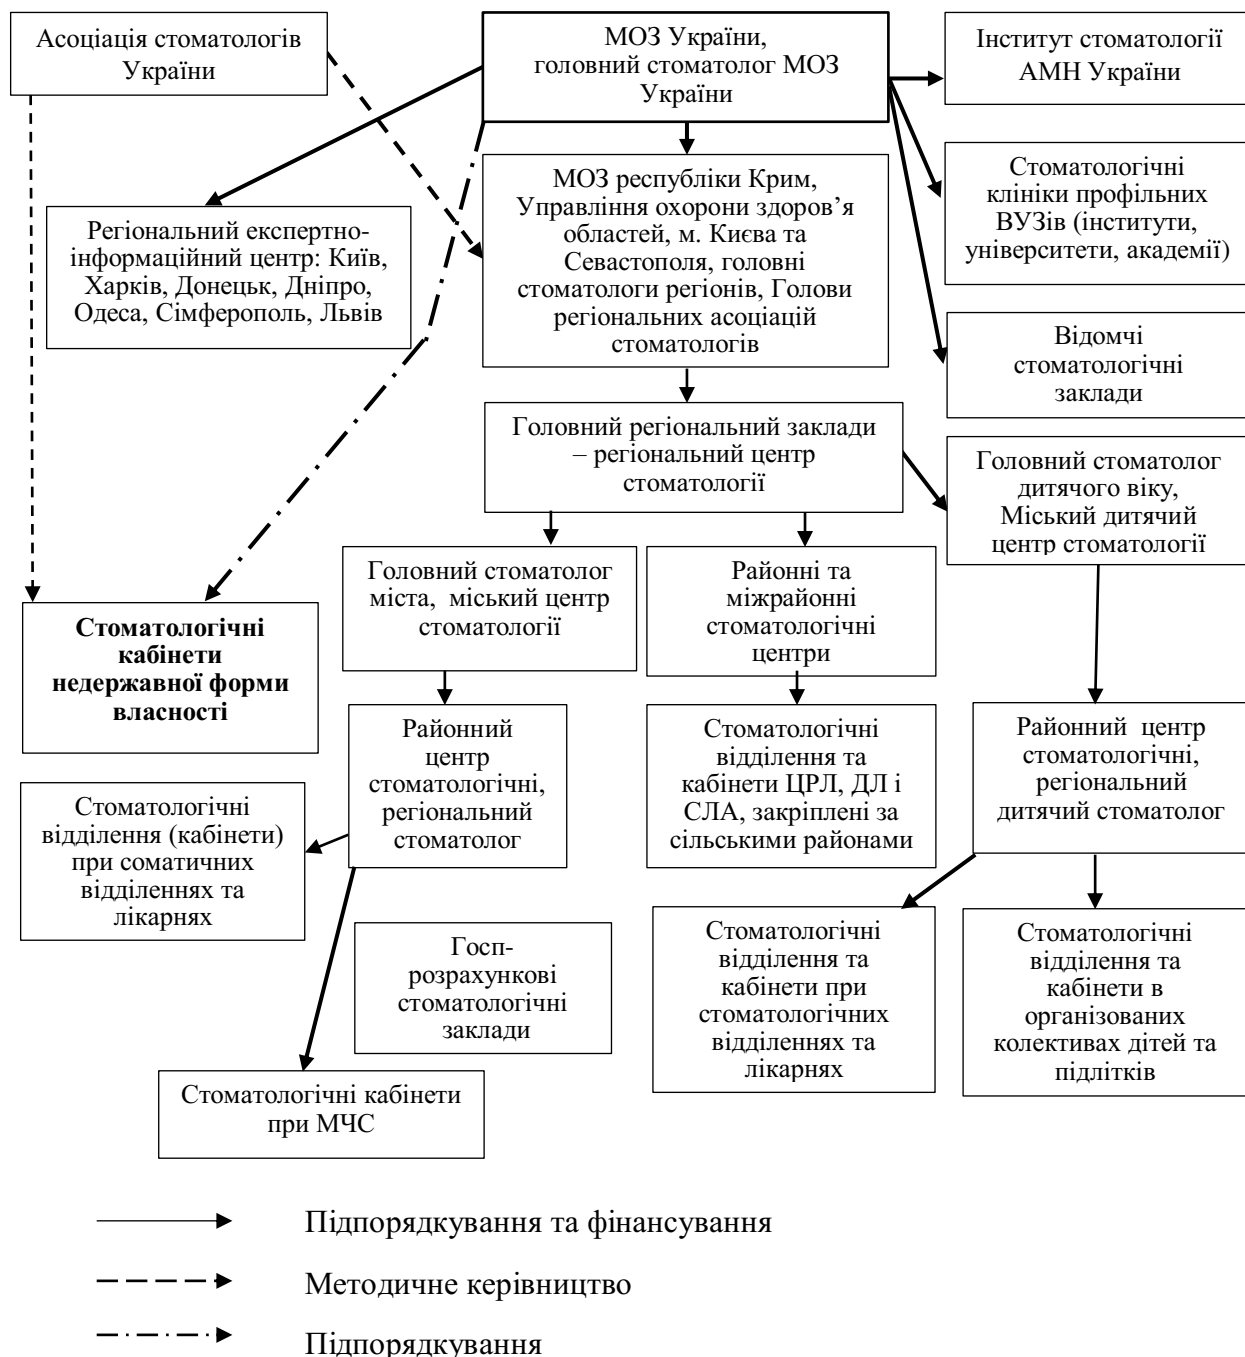 Асоціація стоматологів
України
МОЗ України,
головний стоматолог МОЗ
України
Інститут стоматології
АМН України
Стоматологічні
клініки профільних
ВУЗів (інститути,
університети, академії)
МОЗ республіки Крим,
Управління охорони здоров’я
областей, м. Києва та
Севастополя, головні
стоматологи регіонів, Голови
регіональних асоціацій
стоматологів
Регіональний експертно-
інформаційний центр: Київ,
Харків, Донецьк, Дніпро,
Одеса, Сімферополь, Львів
Відомчі
стоматологічні
заклади
Головний регіональний заклади
– регіональний центр
стоматології
Головний стоматолог
дитячого віку,
Міський дитячий
центр стоматології
Головний стоматолог
міста, міський центр
стоматології
Районні та
міжрайонні
стоматологічні
центри
Стоматологічні
кабінети
недержавної форми
власності
Районний
центр
стоматологічні,
регіональний
стоматолог
Стоматологічні
відділення та
кабінети ЦРЛ, ДЛ і
СЛА, закріплені за
сільськими районами
Районний центр
стоматологічні,
регіональний
дитячий стоматолог
Стоматологічні
відділення (кабінети)
при соматичних
відділеннях та
лікарнях
Госп-
розрахункові
стоматологічні
заклади
Стоматологічні
відділення та
кабінети при
стоматологічних
відділеннях та
лікарнях
Стоматологічні
відділення та
кабінети в
організованих
колективах дітей та
підлітків
Стоматологічні кабінети
при МЧС
Підпорядкування та фінансування
Методичне керівництво
Підпорядкування